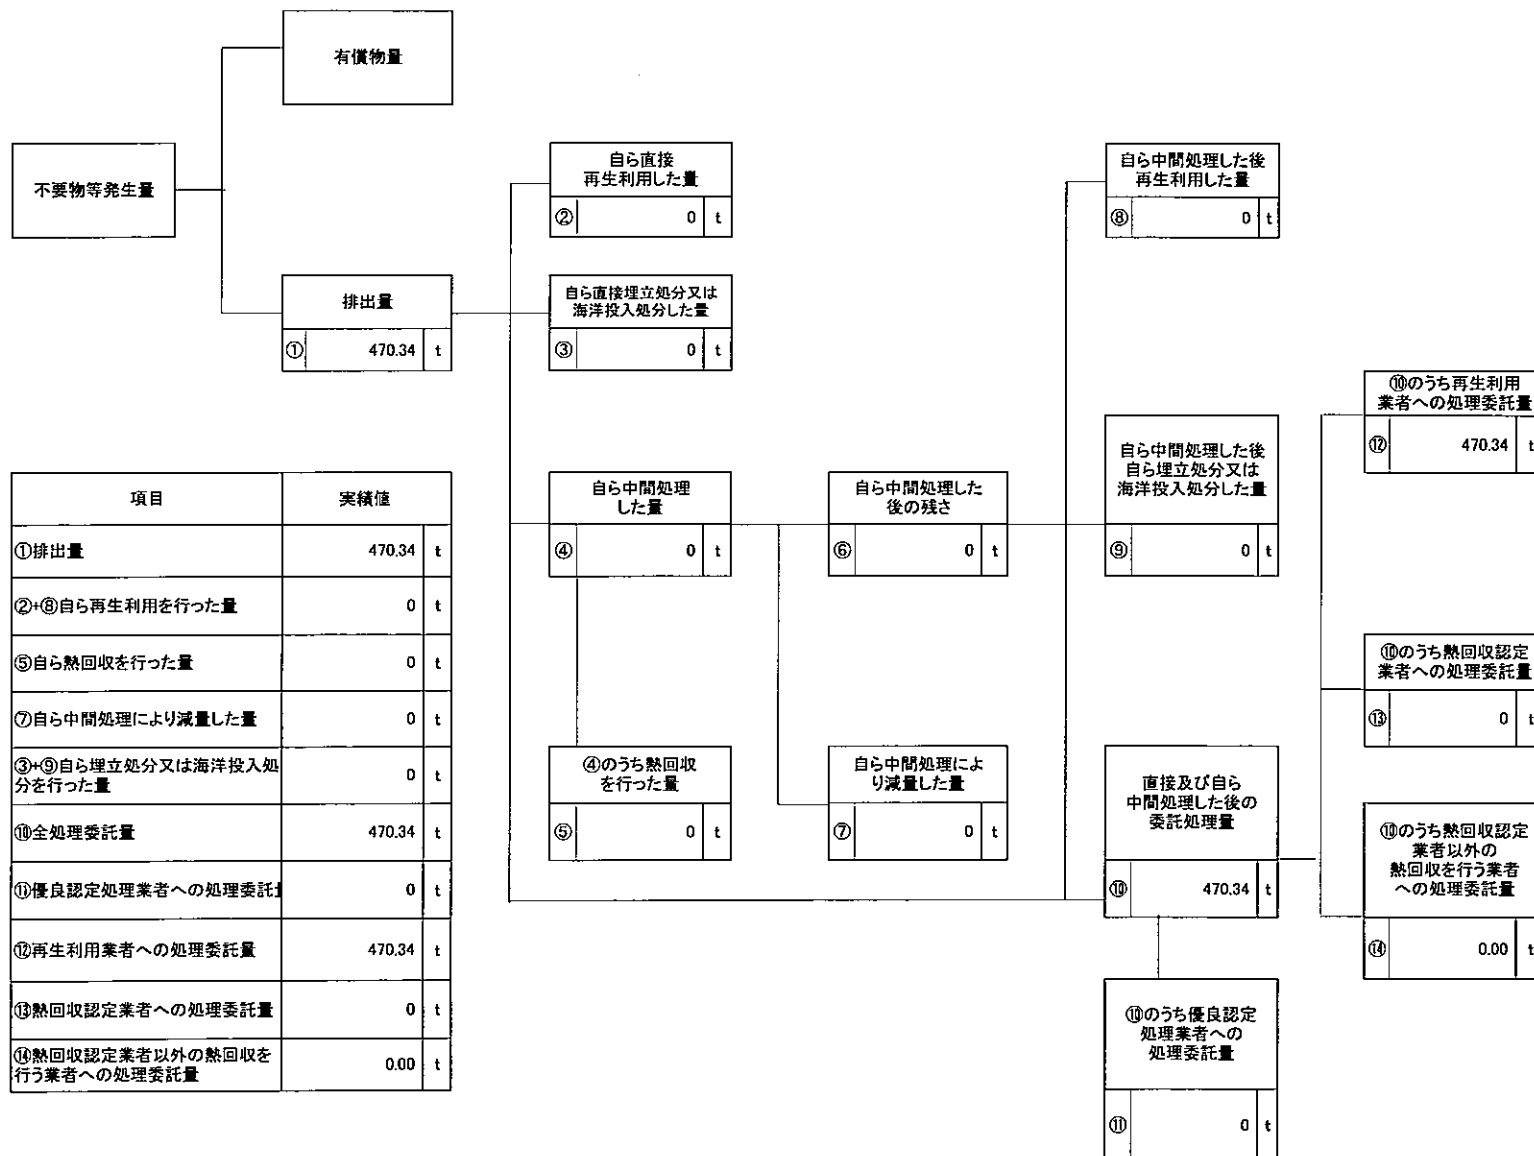 有償物量
不要物等発生量
排出量
① 470.34 t
自ら直接
再生利用した量
② 0 t
自ら直接埋立処分又は
海洋投入処分した量
③ 0 t
自ら中間処理した後
再生利用した量
⑧ 0 t
⑩のうち再生利用
業者への処理委託量
⑫ 470.34 t
自ら中間処理
した量
④ 0 t
自ら中間処理した
後の残さ
⑥ 0 t
自ら中間処理した後
自ら埋立処分又は
海洋投入処分した量
⑨ 0 t
⑩のうち熱回収認定
業者への処理委託量
⑬ 0 t
④のうち熱回収
を行った量
⑤ 0 t
自ら中間処理によ
り減量した量
⑦ 0 t
直接及び自ら
中間処理した後の
委託処理量
⑩ 470.34 t
⑩のうち熱回収認定
業者以外の
熱回収を行う業者
への処理委託量
⑭ 0.00 t
⑩のうち優良認定
処理業者への
処理委託量
⑪ 0 t
項目 実績値
①排出量 470.34 t
②+⑧自ら再生利用を行った量 0 t
⑤自ら熱回収を行った量 0 t
⑦自ら中間処理により減量した量 0 t
③+⑨自ら埋立処分又は海洋投入処
分を行った量 0 t
⑩全処理委託量 470.34 t
⑪優良認定処理業者への処理委託 0 t
⑫再生利用業者への処理委託量 470.34 t
⑬熱回収認定業者への処理委託量 0 t
⑭熱回収認定業者以外の熱回収を
行う業者への処理委託量 0.00 t